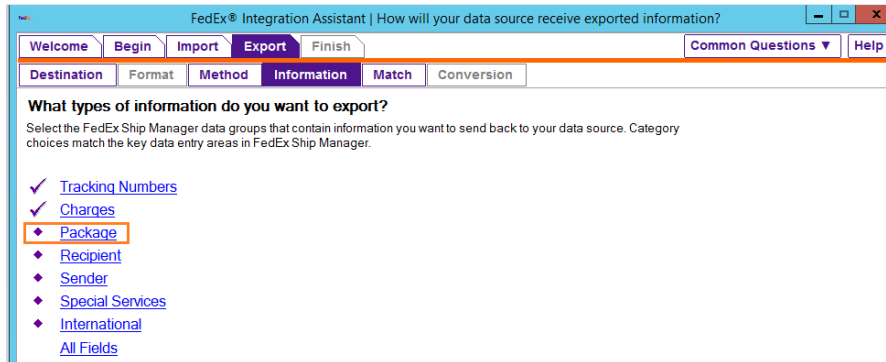 FedEx® Integration Assistant | How will your data source receive exported information?
Welcome Begin Import Export Finish Common Questions ▼ Help
Destination Format Method Information Match Conversion
What types of information do you want to export?
Select the FedEx Ship Manager data groups that contain information you want to send back to your data source. Category
choices match the key data entry areas in FedEx Ship Manager.
Tracking Numbers
Charges
Package
Recipient
Sender
Special Services
International
All Fields